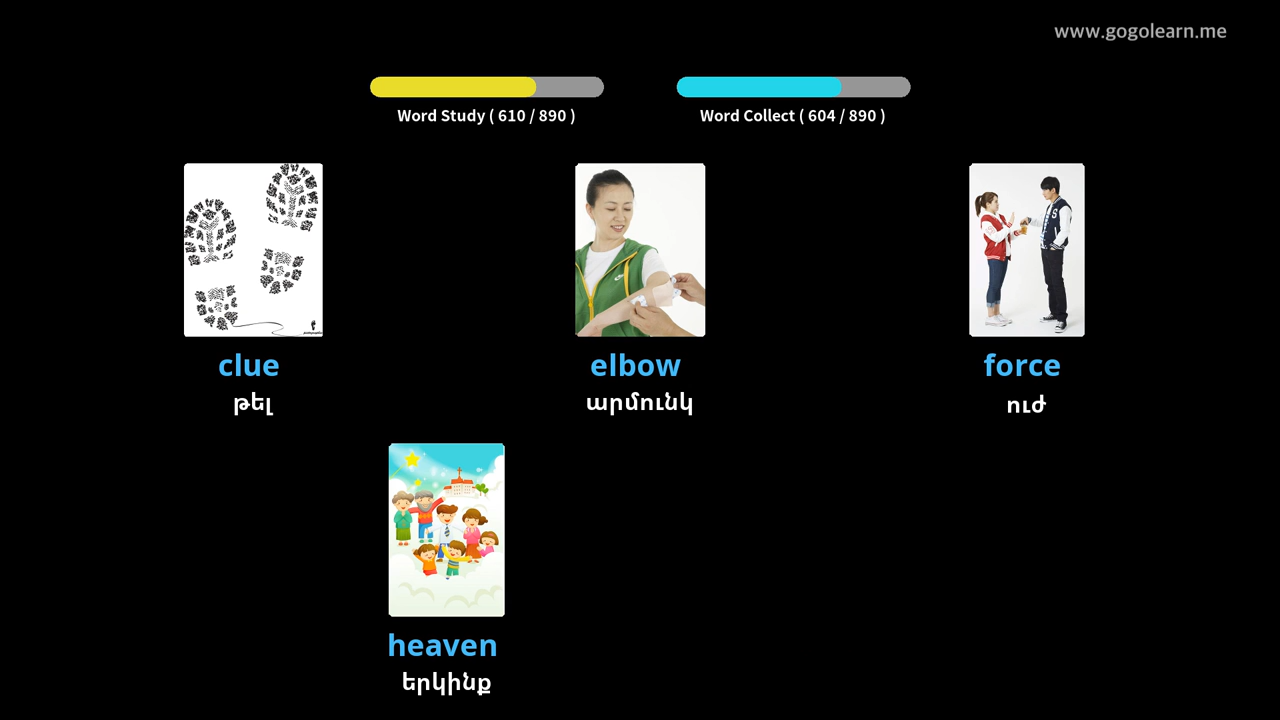 www.gogolearn.me
Word Study ( 610 / 890 )
Word Collect ( 604 / 890 )
clue
elbow
force
թել
արմունկ
ուժ
heaven
երկինք